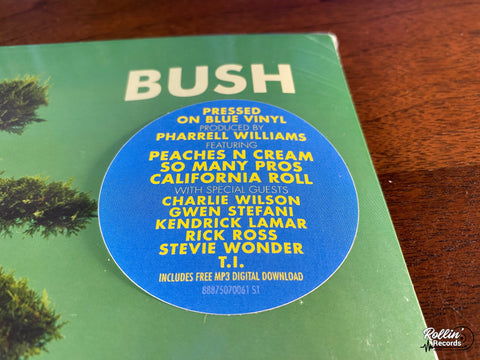 BUSH
PRESSED
ON BLUE VINYL
PRODUCED BY
PHARRELL WILLIAMS
FEATURING
PEACHES N CREAM
SO MANY PROS
CALIFORNIA ROLL
WITH SPECIAL GUESTS
CHARLIE WILSON
GWEN STEFANI
KENDRICK LAMAR
RICK ROSS
STEVIE WONDER
T.I.
INCLUDES FREE MP3 DIGITAL DOWNLOAD
88875070061 S1
Rollin'
Records